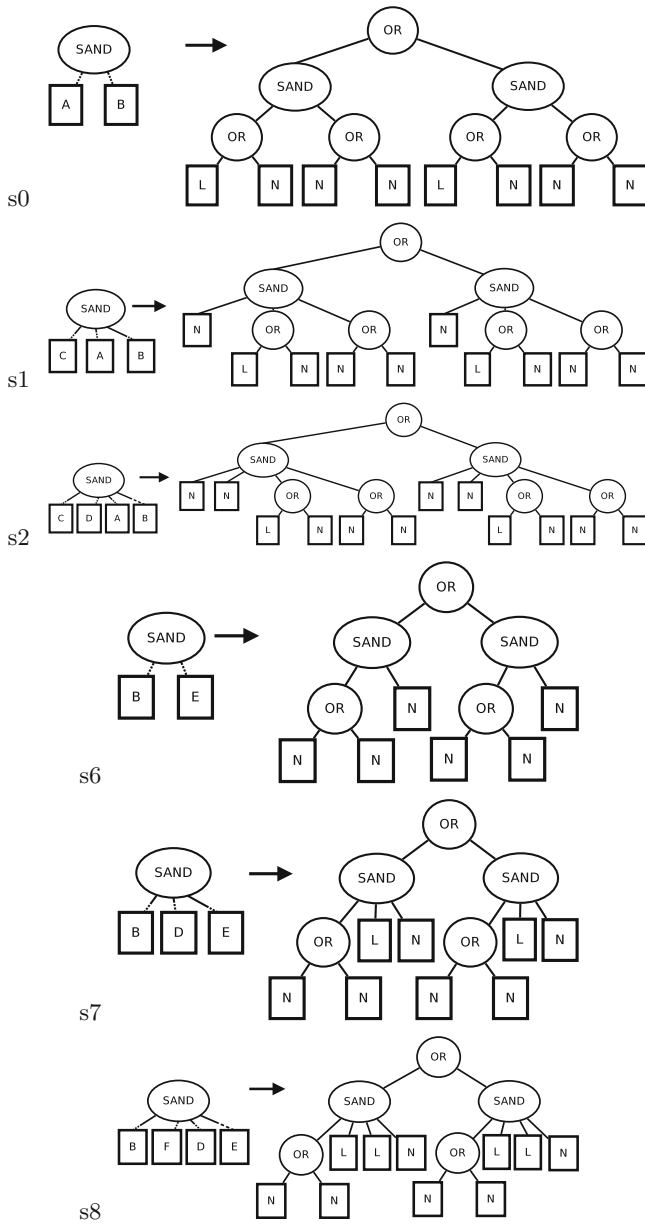 OR
SAND
SAND SAND
A B OR OR OR OR
L N N N L N N N
s0
OR
SAND SAND SAND
N OR OR N OR OR
C A B L N N N L N N N
s1
OR
SAND SAND
SAND N N OR OR N N OR OR
C D A B L N N N L N N N
s2
OR
SAND SAND SAND
B E OR N OR N
N N N N
s6
OR
SAND SAND SAND
B D E OR L N OR L N
N N N N
s7
OR
SAND SAND SAND
B F D E OR L L N OR L L N
N N N N
s8